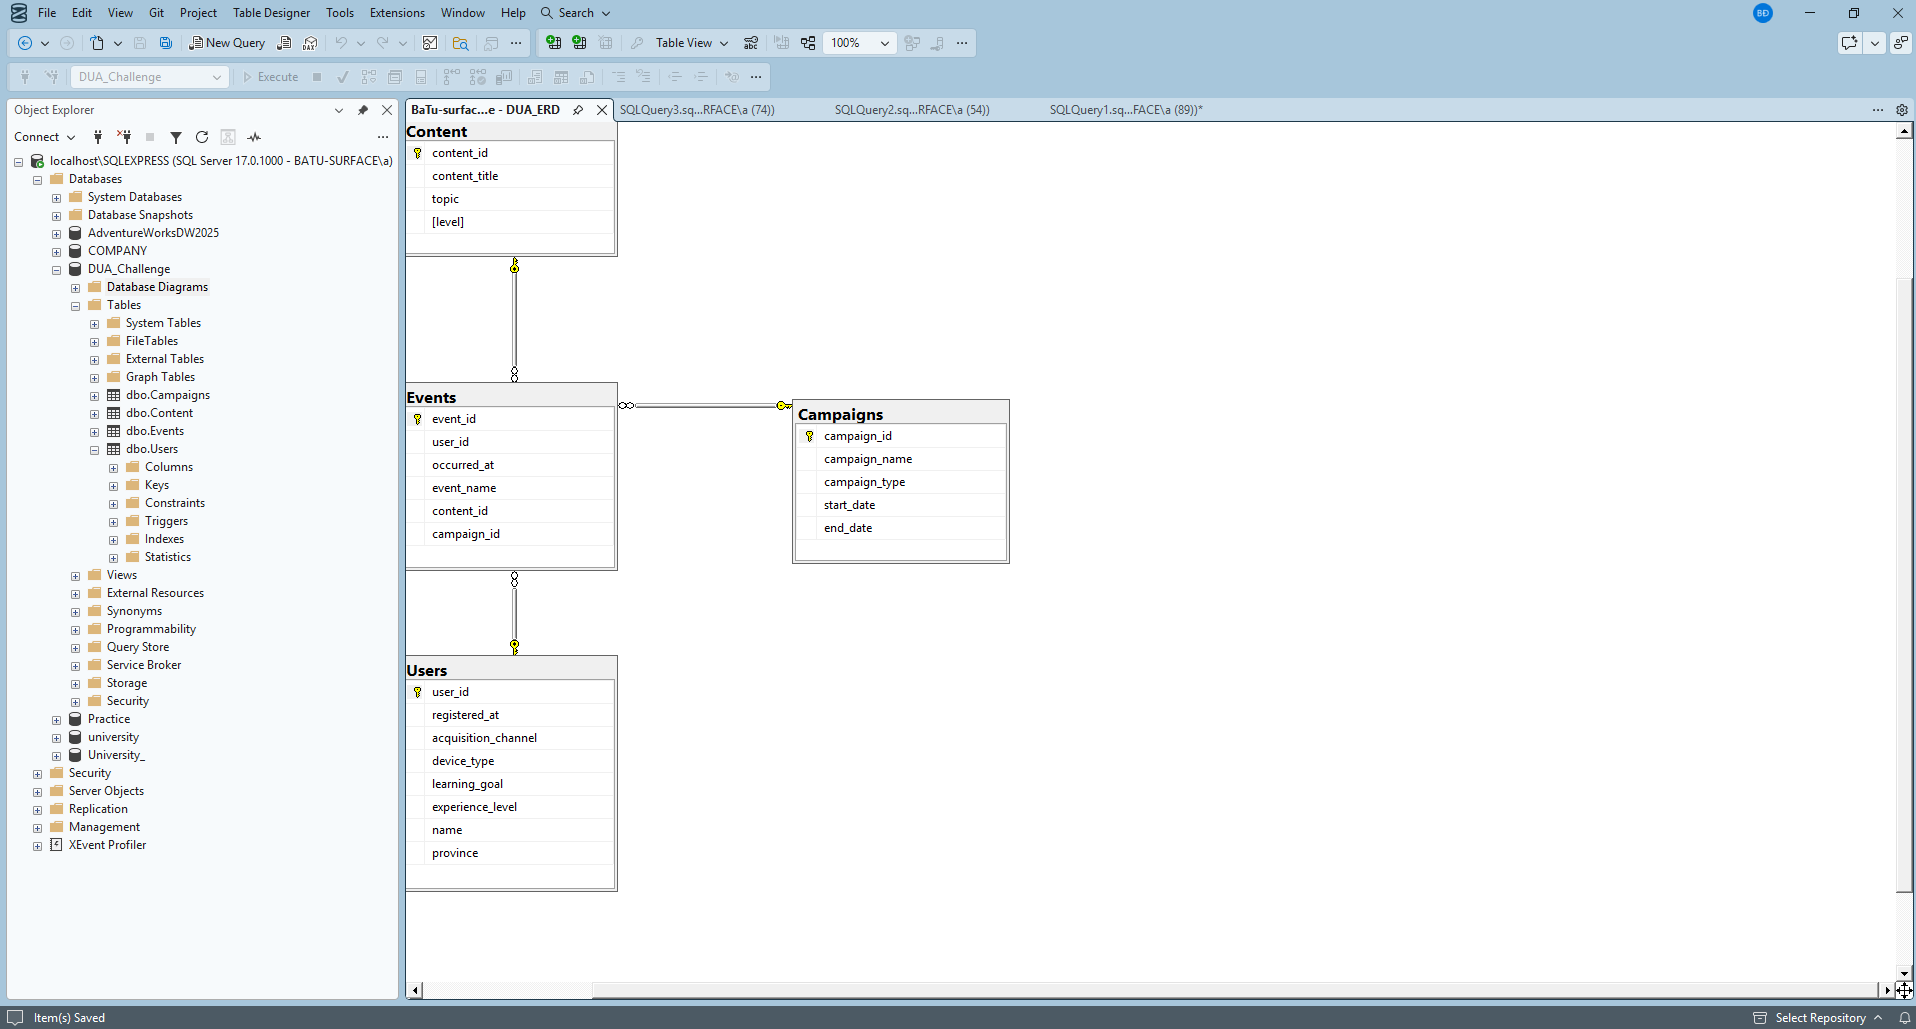 File Edit View Git Project Table Designer Tools Extensions Window Help Search
BĐ
New Query DAX Table View abc 100%
DUA_Challenge Execute
Object Explorer
BaTu-surfac...e - DUA_ERD SQLQuery3.sq...RFACE\a (74)) SQLQuery2.sq...RFACE\a (54)) SQLQuery1.sq...FACE\a (89))*
Connect
localhost\SQLEXPRESS (SQL Server 17.0.1000 - BATU-SURFACE\a)
Databases
System Databases
Database Snapshots
AdventureWorksDW2025
COMPANY
DUA_Challenge
Database Diagrams
Tables
System Tables
FileTables
External Tables
Graph Tables
dbo.Campaigns
dbo.Content
dbo.Events
dbo.Users
Columns
Keys
Constraints
Triggers
Indexes
Statistics
Views
External Resources
Synonyms
Programmability
Query Store
Service Broker
Storage
Security
Practice
university
University_
Security
Server Objects
Replication
Management
XEvent Profiler
Content
content_id
content_title
topic
[level]
Events
event_id
user_id
occurred_at
event_name
content_id
campaign_id
Campaigns
campaign_id
campaign_name
campaign_type
start_date
end_date
Users
user_id
registered_at
acquisition_channel
device_type
learning_goal
experience_level
name
province
Item(s) Saved
Select Repository